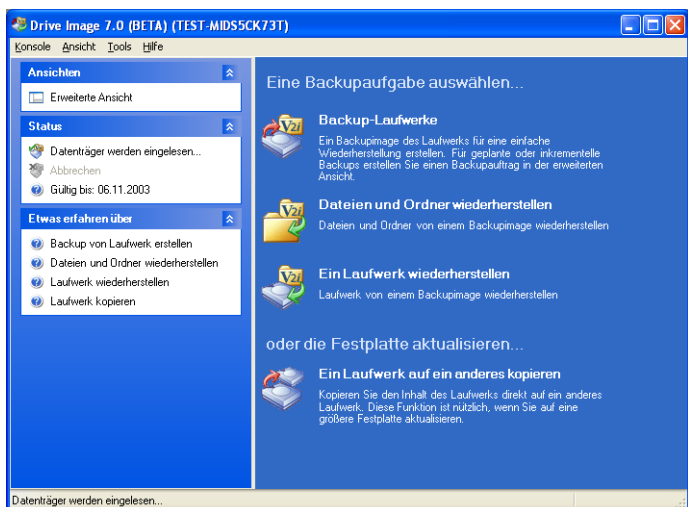 Drive Image 7.0 (BETA) (TEST-MIDS5CK73T)
Konsole Ansicht Tools Hilfe
Ansichten
Erweiterte Ansicht
Status
Datenträger werden eingelesen...
Abbrechen
Gültig bis: 06.11.2003
Etwas erfahren über
Backup von Laufwerk erstellen
Dateien und Ordner wiederherstellen
Laufwerk wiederherstellen
Laufwerk kopieren
Eine Backupaufgabe auswählen...
V2i
Backup-Laufwerke
Ein Backupimage des Laufwerks für eine einfache
Wiederherstellung erstellen. Für geplante oder inkrementelle
Backups erstellen Sie einen Backupauftrag in der erweiterten
Ansicht.
V2i
Dateien und Ordner wiederherstellen
Dateien und Ordner von einem Backupimage wiederherstellen
V2i
Ein Laufwerk wiederherstellen
Laufwerk von einem Backupimage wiederherstellen
oder die Festplatte aktualisieren...
Ein Laufwerk auf ein anderes kopieren
Kopieren Sie den Inhalt des Laufwerks direkt auf ein anderes
Laufwerk. Diese Funktion ist nützlich, wenn Sie auf eine
größere Festplatte aktualisieren.
Datenträger werden eingelesen...